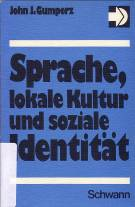 John J. Gumperz
Sprache,
lokale Kultur
und soziale
Identität
Schwann